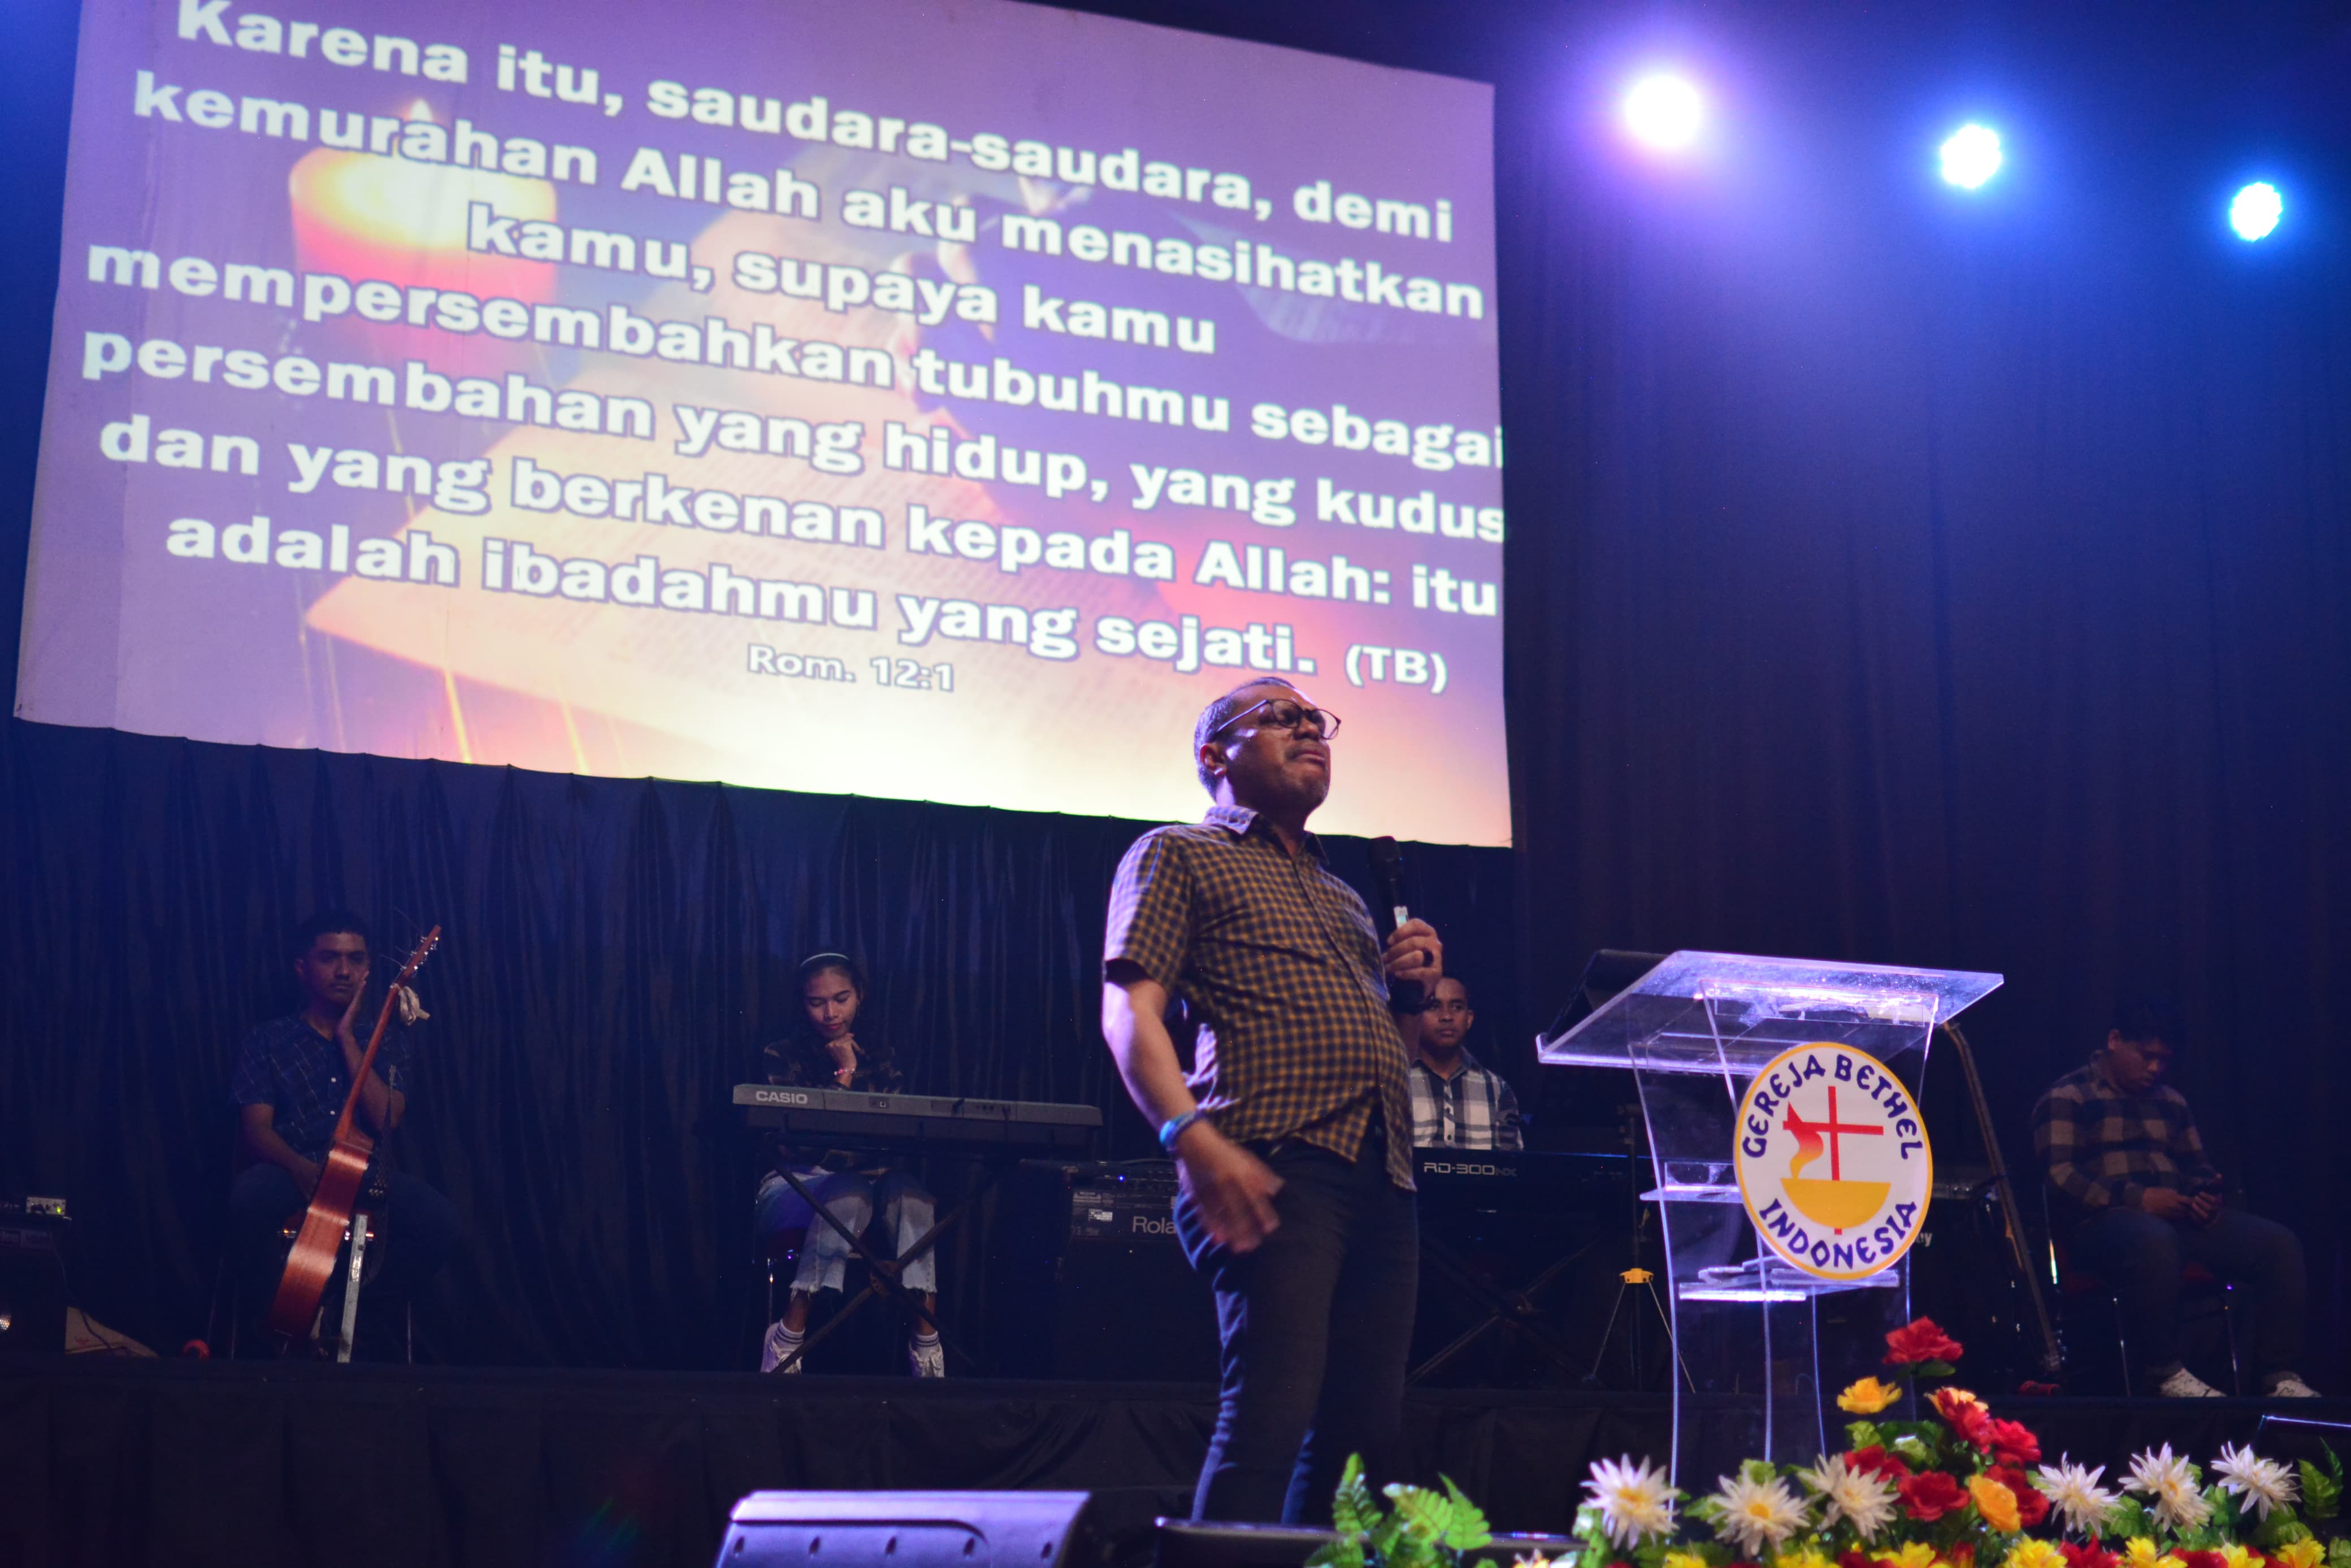 Karena itu, saudara-saudara, demi
kemurahan Allah aku menasihatkan
kamu, supaya kamu
mempersembahkan tubuhmu sebagai
persembahan yang hidup, yang kudus
dan yang berkenan kepada Allah: itu
adalah ibadahmu yang sejati. (TB)
Rom. 12:1
CASIO
RD-300NX
Rola
GEREJA BETHEL
INDONESIA